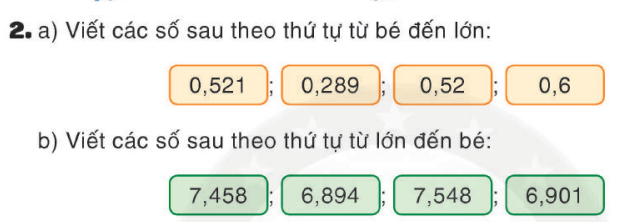 2. a) Viết các số sau theo thứ tự từ bé đến lớn:
0,521 ; 0,289 ; 0,52 ; 0,6
b) Viết các số sau theo thứ tự từ lớn đến bé:
7,458 ; 6,894 ; 7,548 ; 6,901